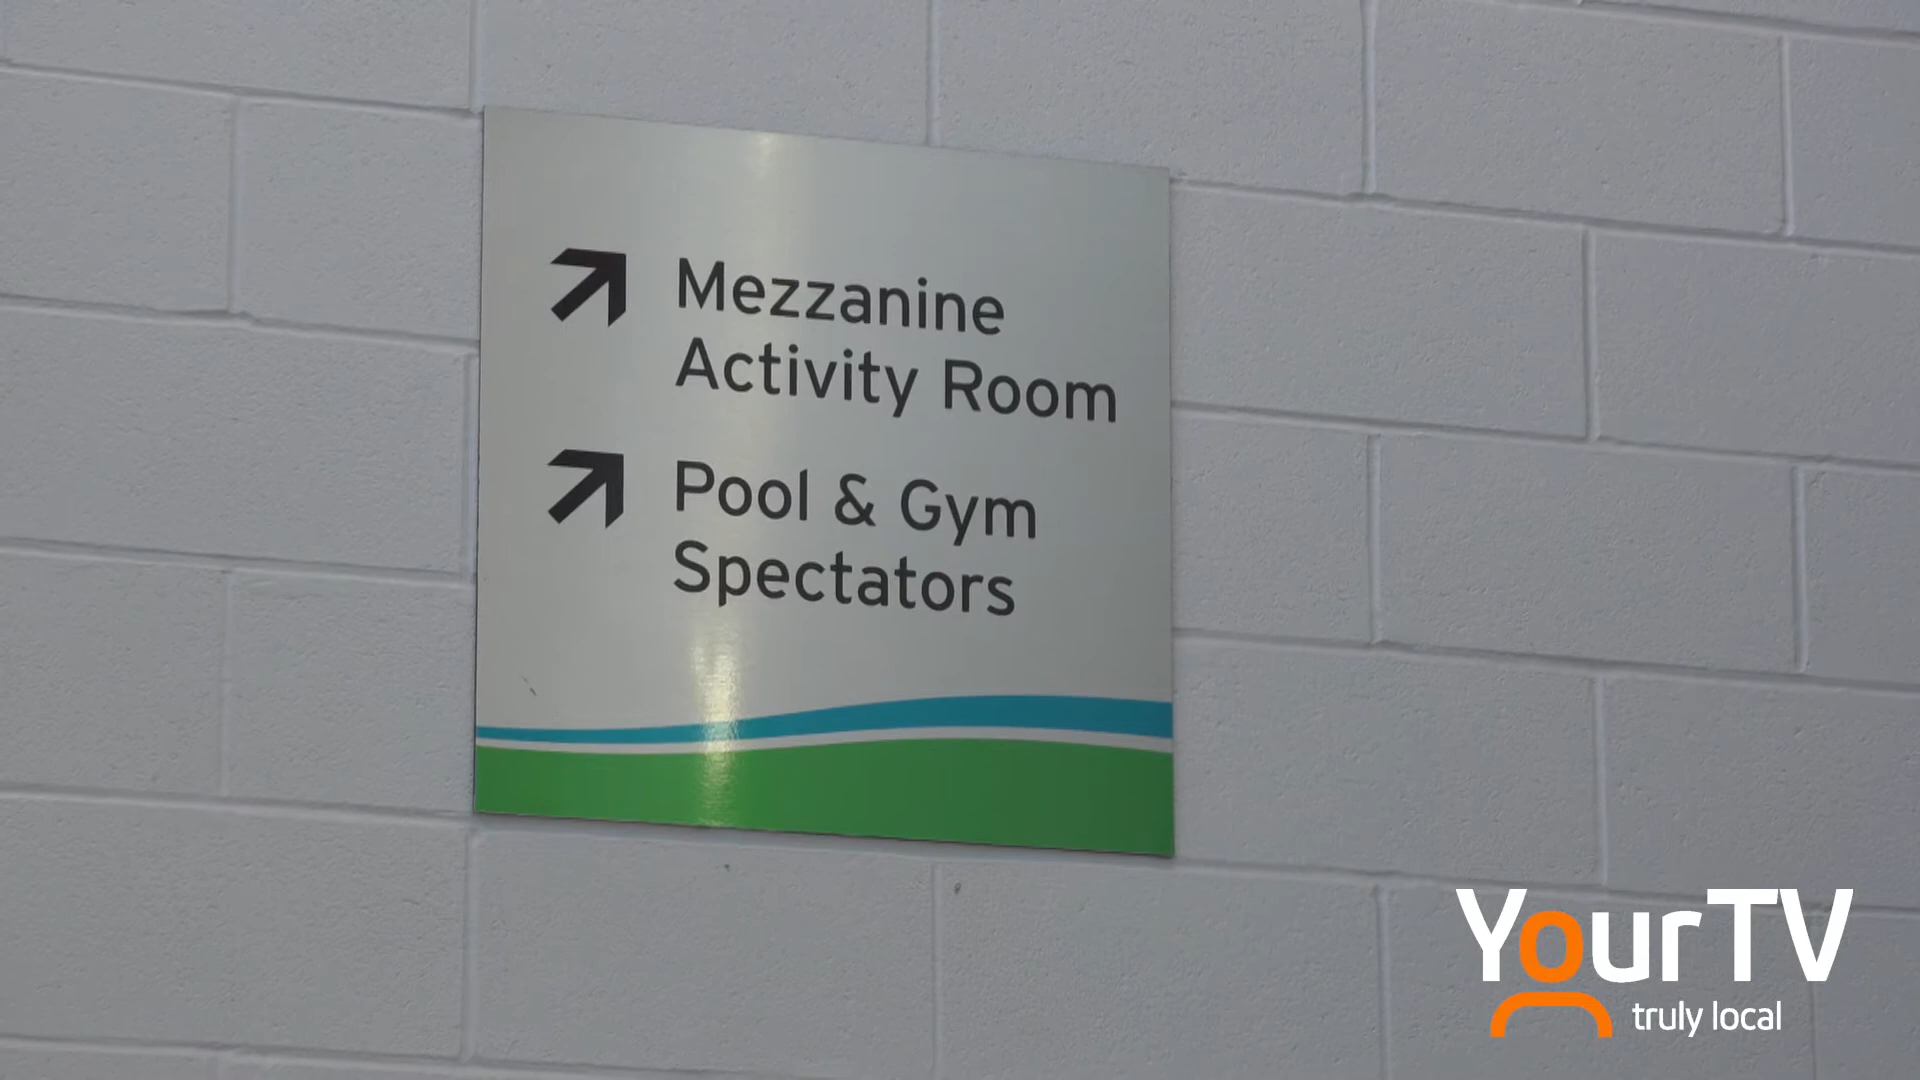 Mezzanine
Activity Room
Pool & Gym
Spectators
YourTV
truly local